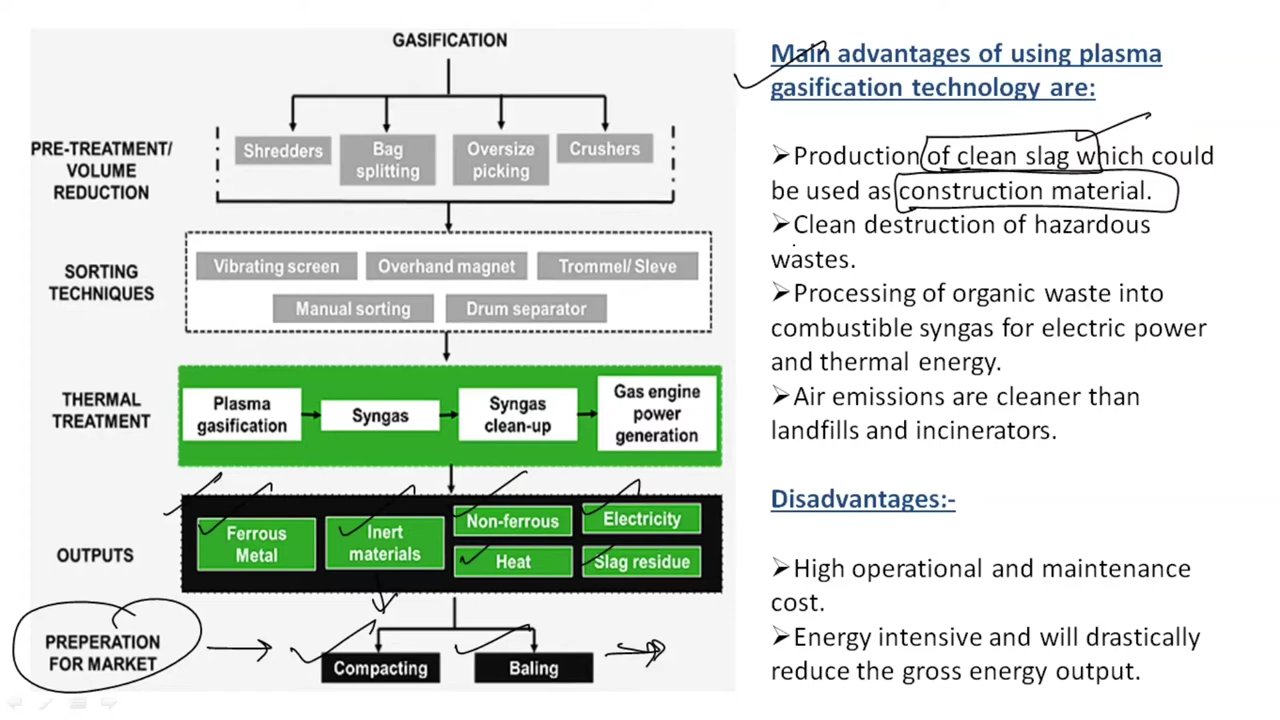 GASIFICATION
PRE-TREATMENT/
VOLUME
REDUCTION
Shredders
Bag
splitting
Oversize
picking
Crushers
SORTING
TECHNIQUES
Vibrating screen
Overhand magnet
Trommel/ Sleve
Manual sorting
Drum separator
THERMAL
TREATMENT
Plasma
gasification
Syngas
Syngas
clean-up
Gas engine
power
generation
OUTPUTS
Ferrous
Metal
Inert
materials
Non-ferrous
Electricity
Heat
Slag residue
PREPERATION
FOR MARKET
Compacting
Baling
Main advantages of using plasma
gasification technology are:
➢Production of clean slag which could
be used as construction material.
➢Clean destruction of hazardous
wastes.
➢Processing of organic waste into
combustible syngas for electric power
and thermal energy.
➢Air emissions are cleaner than
landfills and incinerators.
Disadvantages:-
➢High operational and maintenance
cost.
➢Energy intensive and will drastically
reduce the gross energy output.